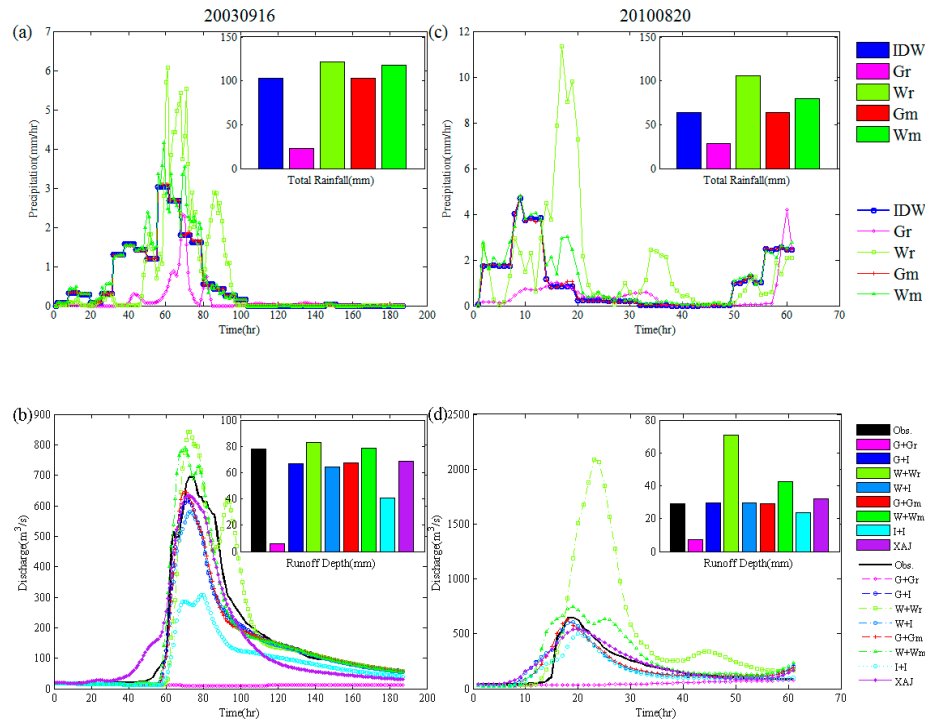 20030916
20100820
(a)
Precipitation(mm/hr)
7
6
5
4
3
2
1
0
0 20 40 60 80 100 120 140 160 180 200
Time(hr)
150
100
50
0
Total Rainfall(mm)
(c)
Precipitation(mm/hr)
12
10
8
6
4
2
0
0 10 20 30 40 50 60 70
Time(hr)
150
100
50
0
Total Rainfall(mm)
IDW
Gr
Wr
Gm
Wm
IDW
Gr
Wr
Gm
Wm
(b)
Discharge(m³/s)
900
800
700
600
500
400
300
200
100
0
0 20 40 60 80 100 120 140 160 180 200
Time(hr)
100
80
60
40
20
0
Runoff Depth(mm)
(d)
Discharge(m³/s)
2500
2000
1500
1000
500
0
0 10 20 30 40 50 60 70
Time(hr)
80
60
40
20
0
Runoff Depth(mm)
Obs.
G+Gr
G+I
W+Wr
W+I
G+Gm
W+Wm
I+I
XAJ
Obs.
G+Gr
G+I
W+Wr
W+I
G+Gm
W+Wm
I+I
XAJ